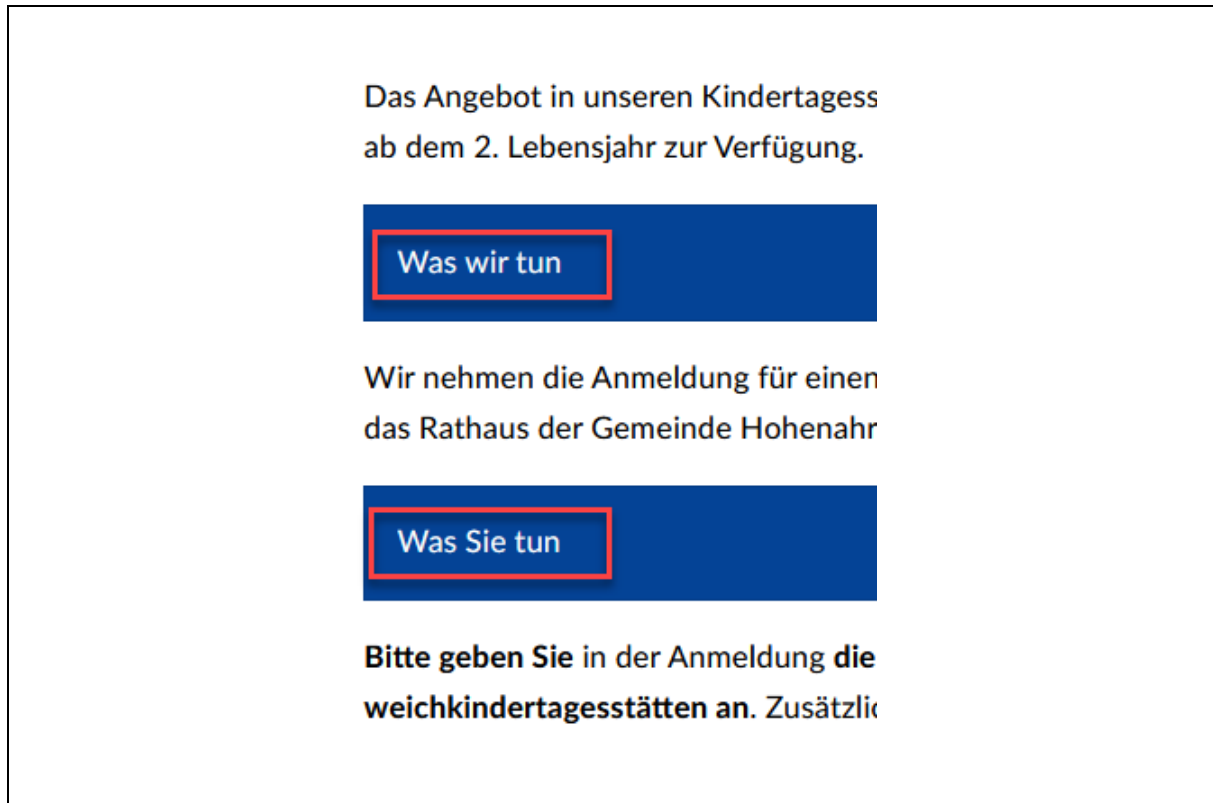 Das Angebot in unseren Kindertagess
ab dem 2. Lebensjahr zur Verfügung.
Was wir tun
Wir nehmen die Anmeldung für einen
das Rathaus der Gemeinde Hohenahr
Was Sie tun
Bitte geben Sie in der Anmeldung die
weichkindertagesstätten an. Zusätzlic